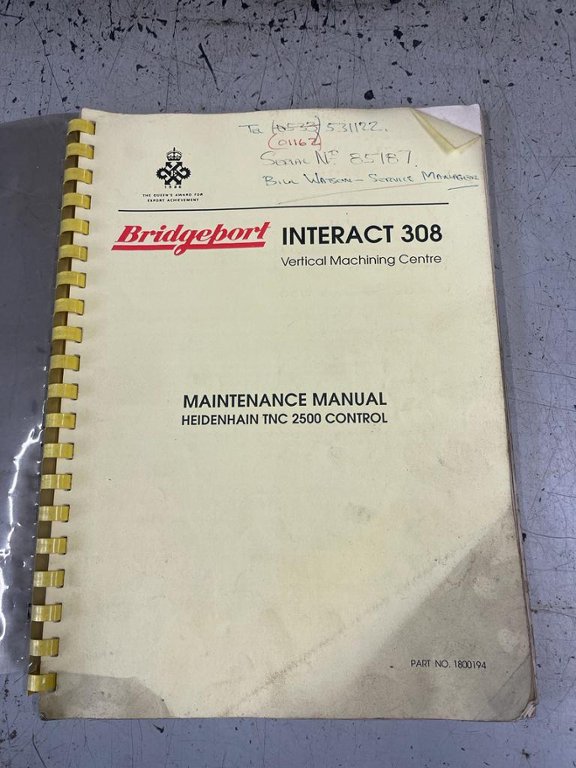 Tel (0533) 531122.
(01162)
SERIAL Nº 85187.
BILL WATSON - SERVICE MANAGER
THE QUEEN'S AWARD FOR
EXPORT ACHIEVEMENT
Bridgeport INTERACT 308
Vertical Machining Centre
MAINTENANCE MANUAL
HEIDENHAIN TNC 2500 CONTROL
PART NO. 1800194